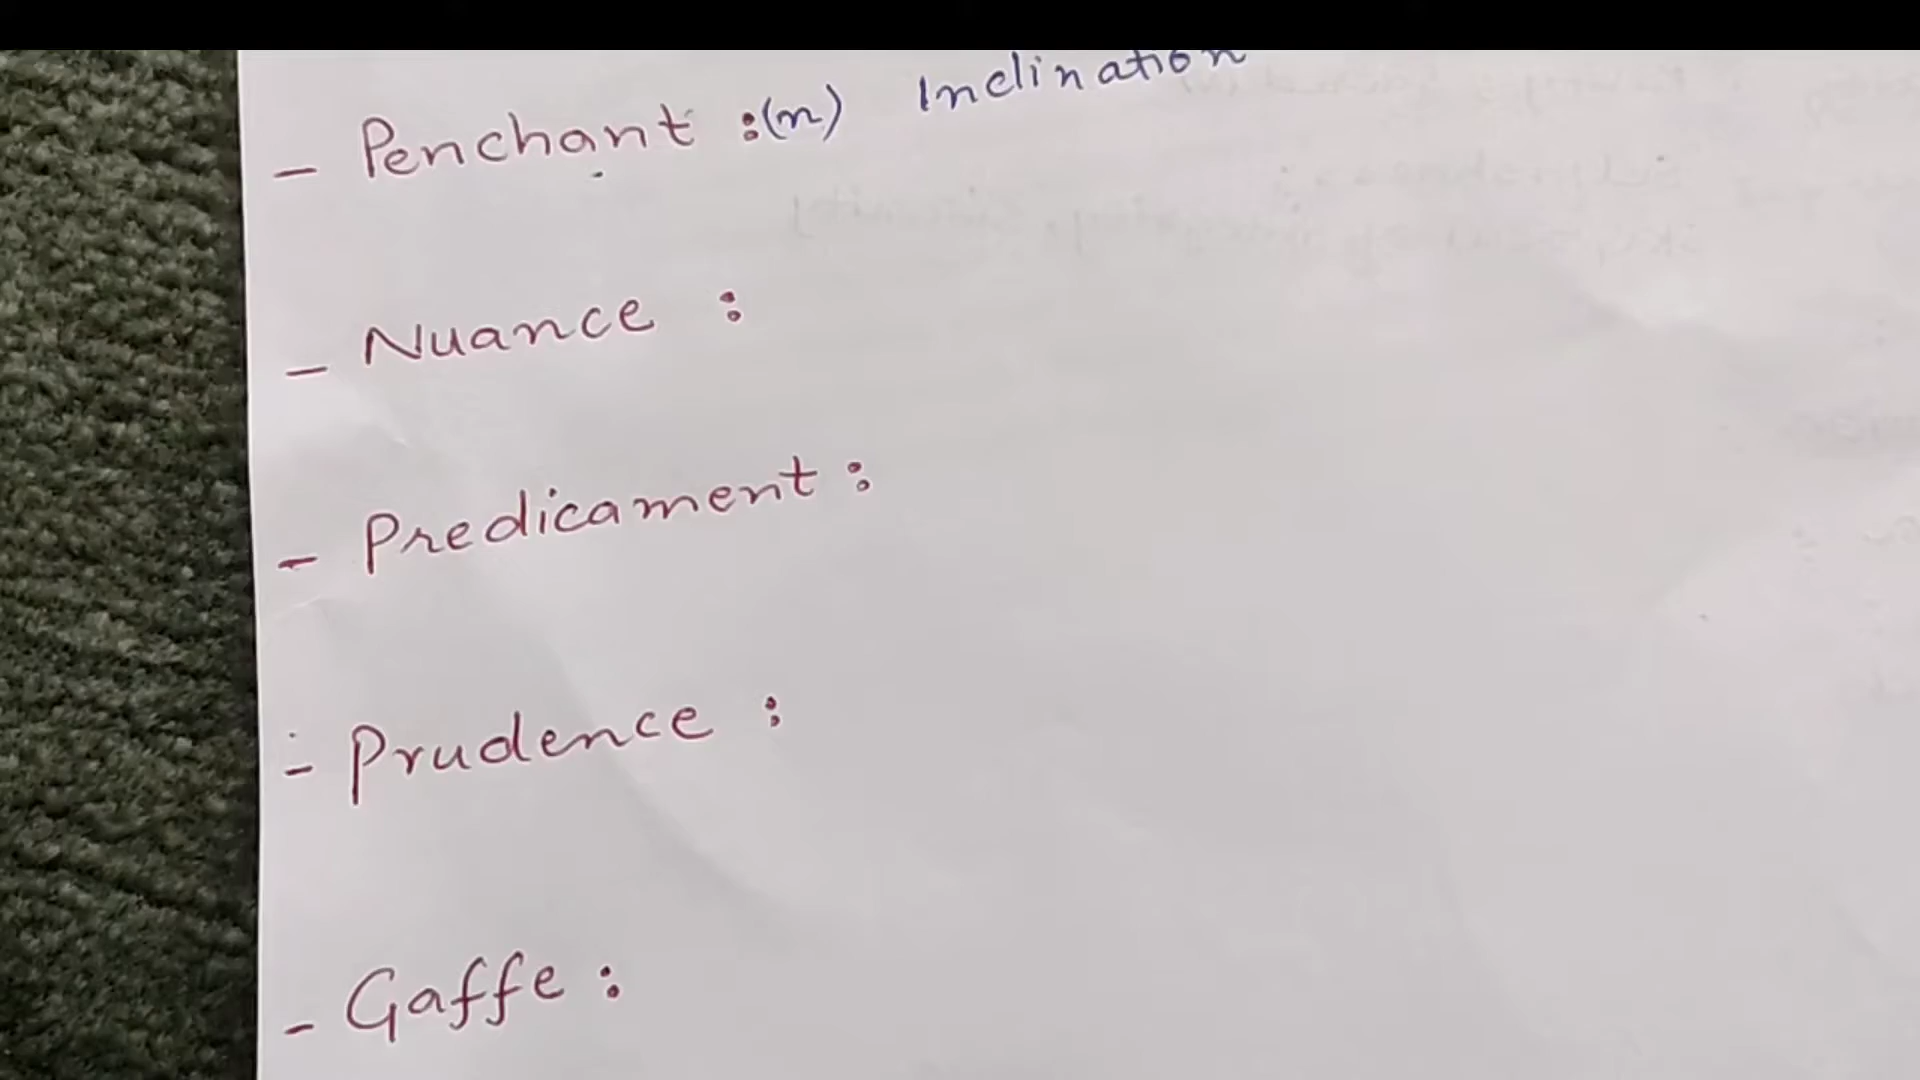 - Penchant :(n) Inclination
- Nuance :
- Predicament :
- Prudence :
- Gaffe :